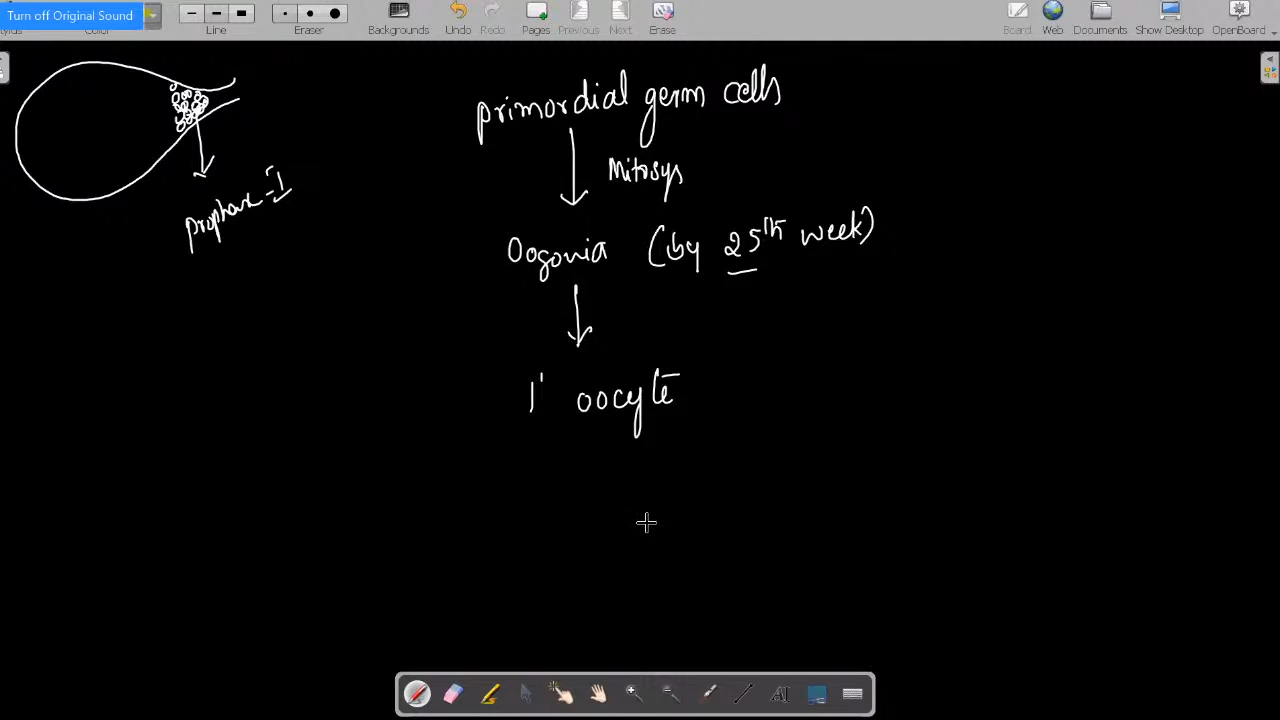 Turn off Original Sound
Color
Line
Eraser
Backgrounds
Undo
Redo
Pages
Previous
Next
Erase
Board
Web
Documents
Show Desktop
OpenBoard
primordial germ cells
Mitosys
prophase-I
Oogonia (by 25th week)
1' oocyte